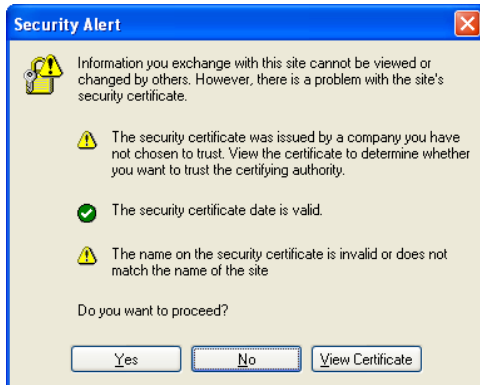 Security Alert
Information you exchange with this site cannot be viewed or
changed by others. However, there is a problem with the site's
security certificate.
The security certificate was issued by a company you have
not chosen to trust. View the certificate to determine whether
you want to trust the certifying authority.
The security certificate date is valid.
The name on the security certificate is invalid or does not
match the name of the site
Do you want to proceed?
Yes No View Certificate